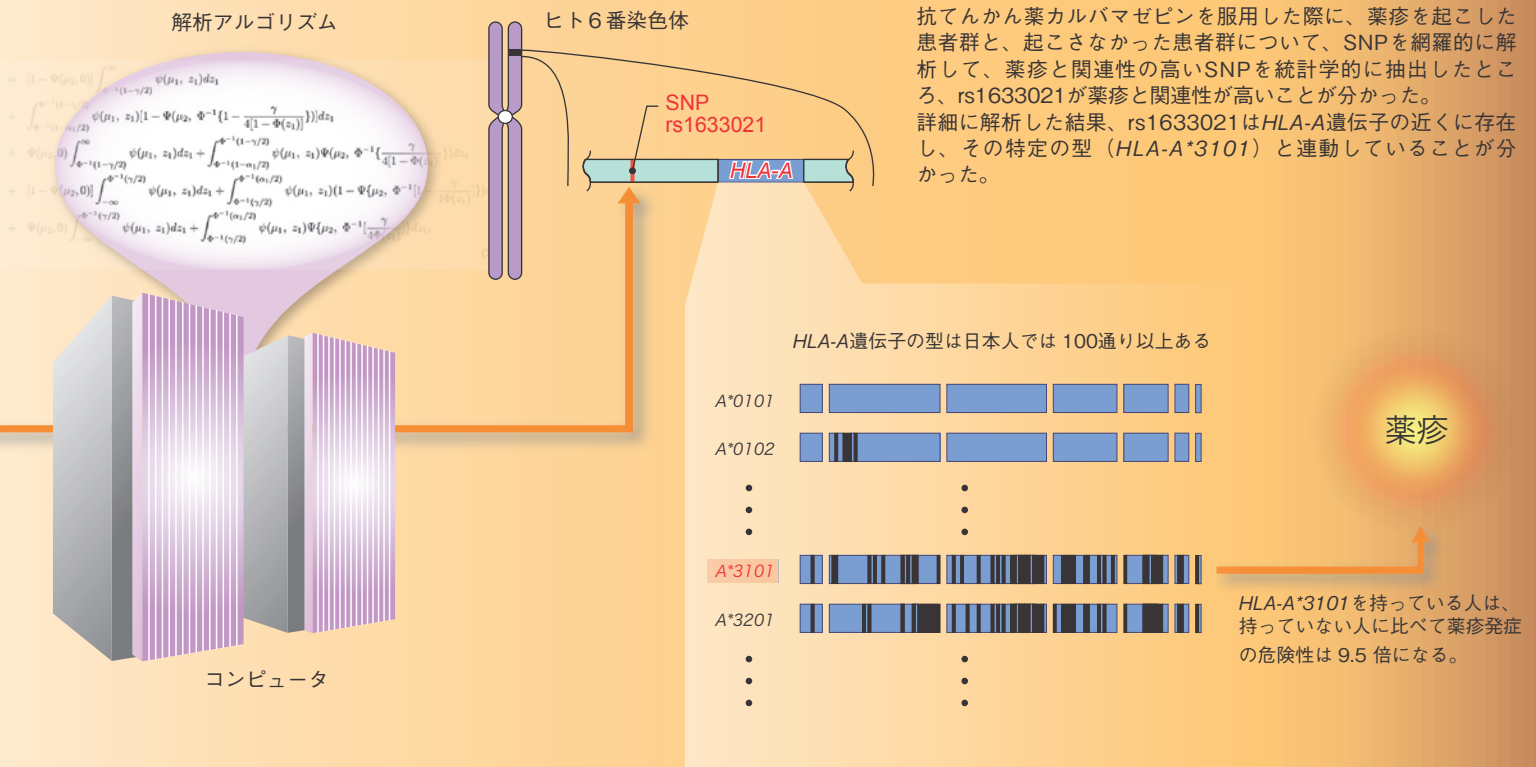 解析アルゴリズム
ヒト６番染色体
SNP
rs1633021
HLA-A
抗てんかん薬カルバマゼピンを服用した際に、薬疹を起こした
患者群と、起こさなかった患者群について、SNPを網羅的に解
析して、薬疹と関連性の高いSNPを統計学的に抽出したとこ
ろ、rs1633021が薬疹と関連性が高いことが分かった。
詳細に解析した結果、rs1633021はHLA-A遺伝子の近くに存在
し、その特定の型（HLA-A*3101）と連動していることが分
かった。
コンピュータ
HLA-A遺伝子の型は日本人では 100通り以上ある
A*0101
A*0102
A*3101
A*3201
薬疹
HLA-A*3101を持っている人は、
持っていない人に比べて薬疹発症
の危険性は 9.5 倍になる。